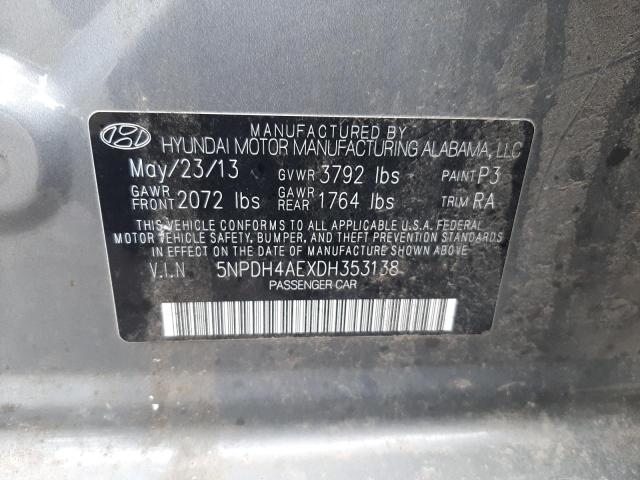 MANUFACTURED BY
HYUNDAI MOTOR MANUFACTURING ALABAMA, LLC
May/23/13 GVWR 3792 lbs PAINT P3
GAWR FRONT 2072 lbs GAWR REAR 1764 lbs TRIM RA
THIS VEHICLE CONFORMS TO ALL APPLICABLE U.S.A. FEDERAL
MOTOR VEHICLE SAFETY, BUMPER, AND THEFT PREVENTION STANDARDS
IN EFFECT ON THE DATE OF MANUFACTURE SHOWN ABOVE.
V.I.N 5NPDH4AEXDH353138
PASSENGER CAR